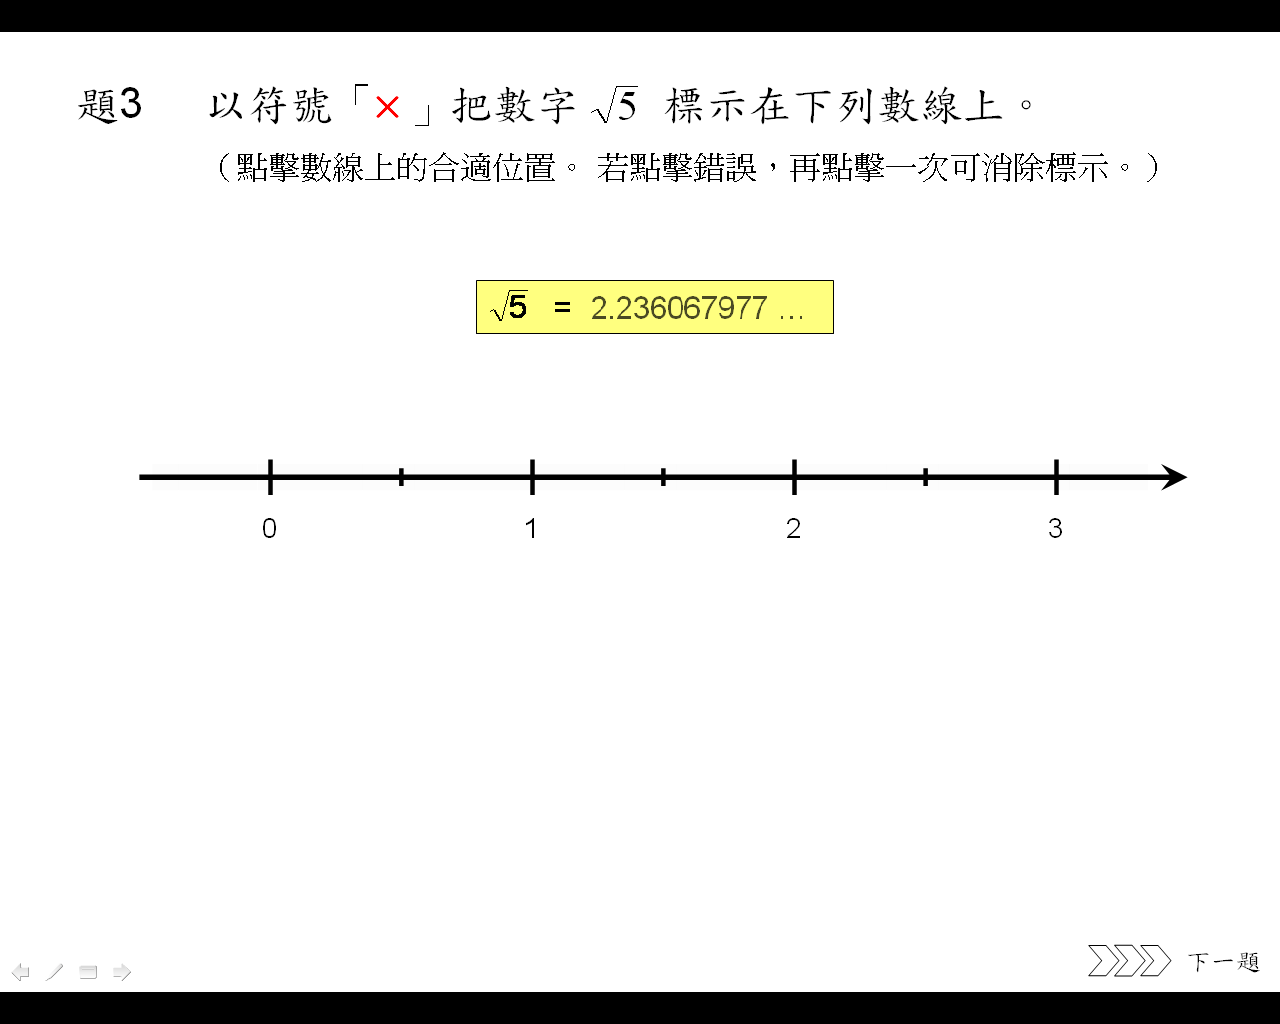 題3 以符號「×」把數字 √5 標示在下列數線上。
（點擊數線上的合適位置。 若點擊錯誤，再點擊一次可消除標示。）
√5 = 2.236067977 ...
0 1 2 3
下一題